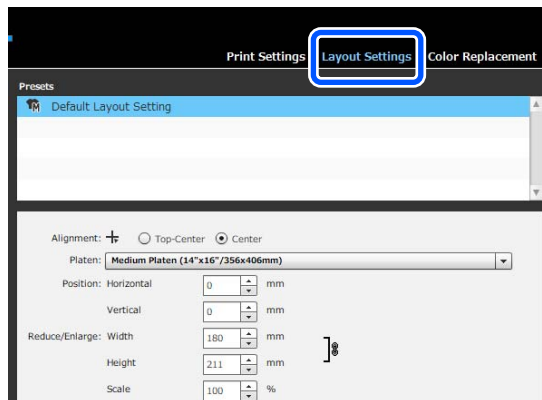 Print Settings Layout Settings Color Replacement
Presets
M Default Layout Setting
Alignment: Top-Center Center
Platen: Medium Platen (14"x16"/356x406mm)
Position: Horizontal 0 mm
Vertical 0 mm
Reduce/Enlarge: Width 180 mm
Height 211 mm
Scale 100 %